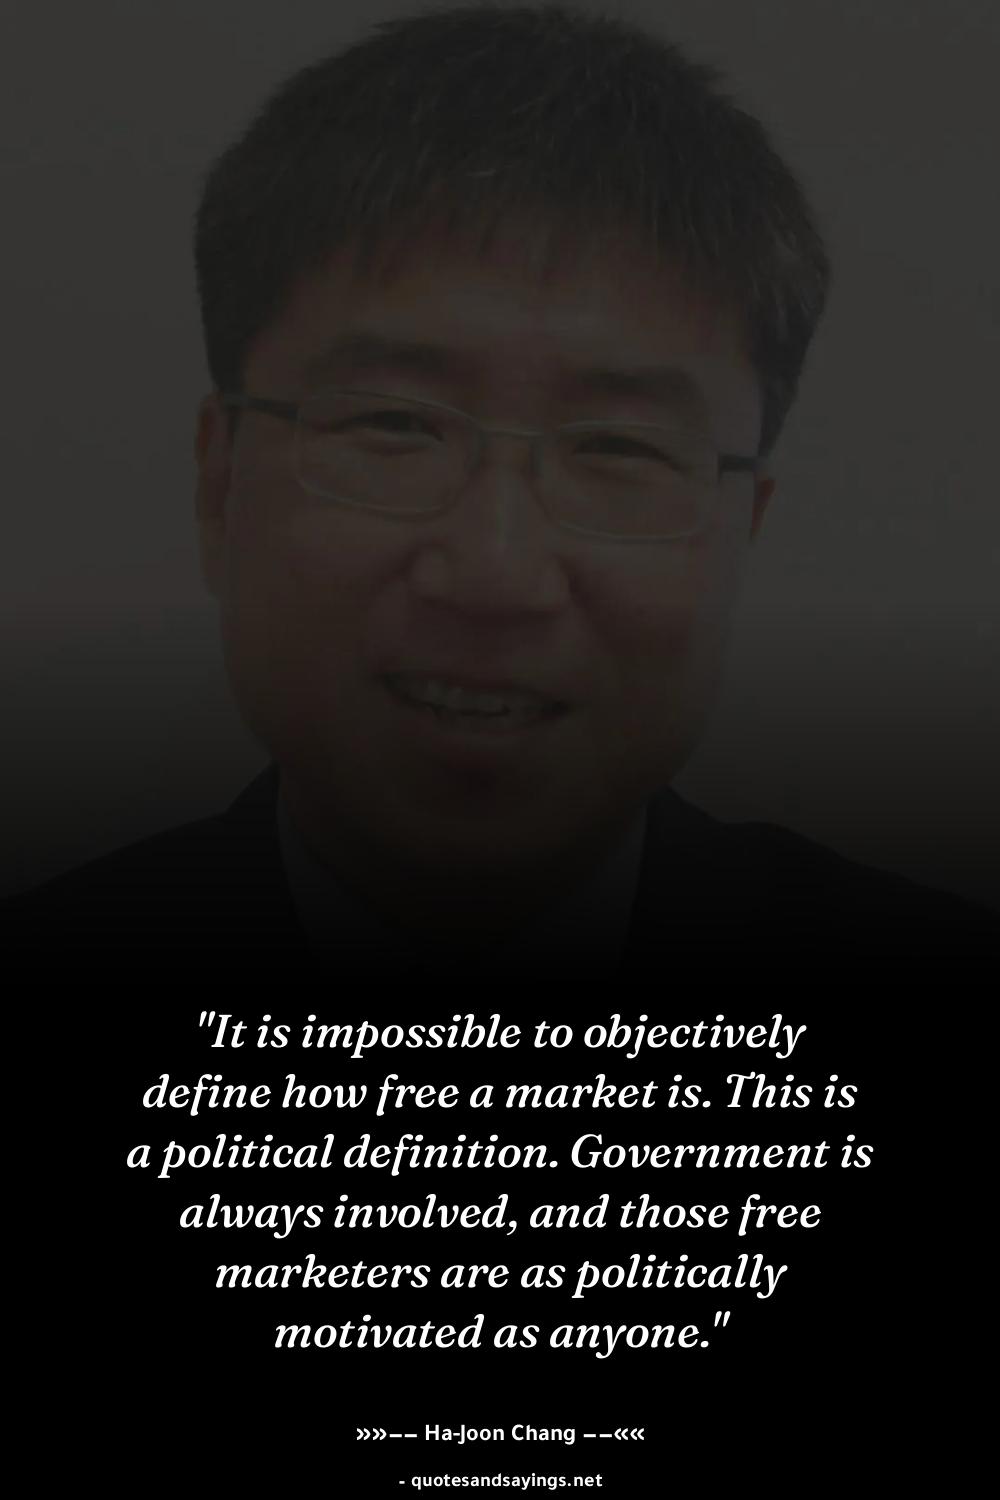 "It is impossible to objectively
define how free a market is. This is
a political definition. Government is
always involved, and those free
marketers are as politically
motivated as anyone."
»»−− Ha-Joon Chang −−««
- quotesandsayings.net